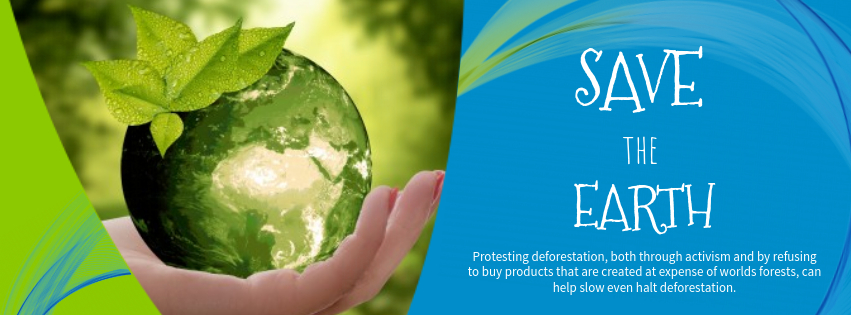 SAVE
THE
EARTH
Protesting deforestation, both through activism and by refusing
to buy products that are created at expense of worlds forests, can
help slow even halt deforestation.